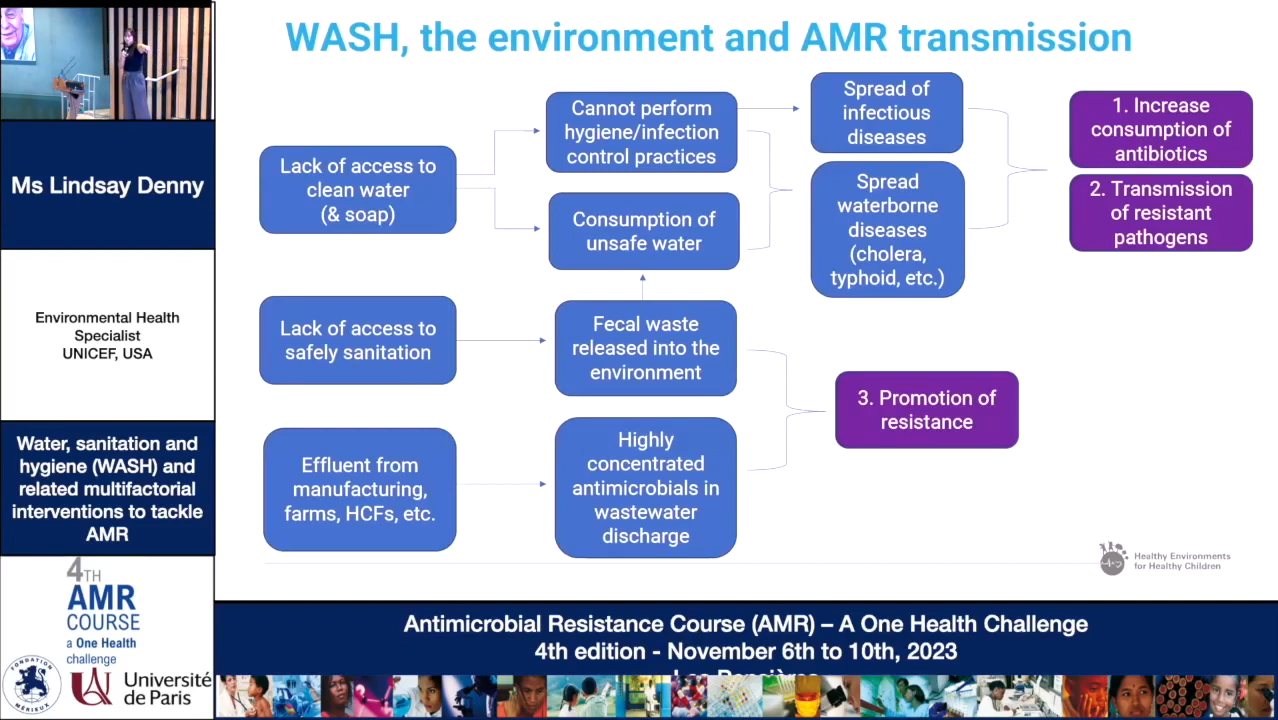 WASH, the environment and AMR transmission
Lack of access to
clean water
(& soap)
Cannot perform
hygiene/infection
control practices
Consumption of
unsafe water
Spread of
infectious
diseases
Spread
waterborne
diseases
(cholera,
typhoid, etc.)
1. Increase
consumption of
antibiotics
2. Transmission
of resistant
pathogens
Lack of access to
safely sanitation
Fecal waste
released into the
environment
Effluent from
manufacturing,
farms, HCFs, etc.
Highly
concentrated
antimicrobials in
wastewater
discharge
3. Promotion of
resistance
Healthy Environments
for Healthy Children
Ms Lindsay Denny
Environmental Health
Specialist
UNICEF, USA
Water, sanitation and
hygiene (WASH) and
related multifactorial
interventions to tackle
AMR
4TH
AMR
COURSE
a One Health
challenge
FONDATION
MÉRIEUX
Université
de Paris
Antimicrobial Resistance Course (AMR) – A One Health Challenge
4th edition - November 6th to 10th, 2023